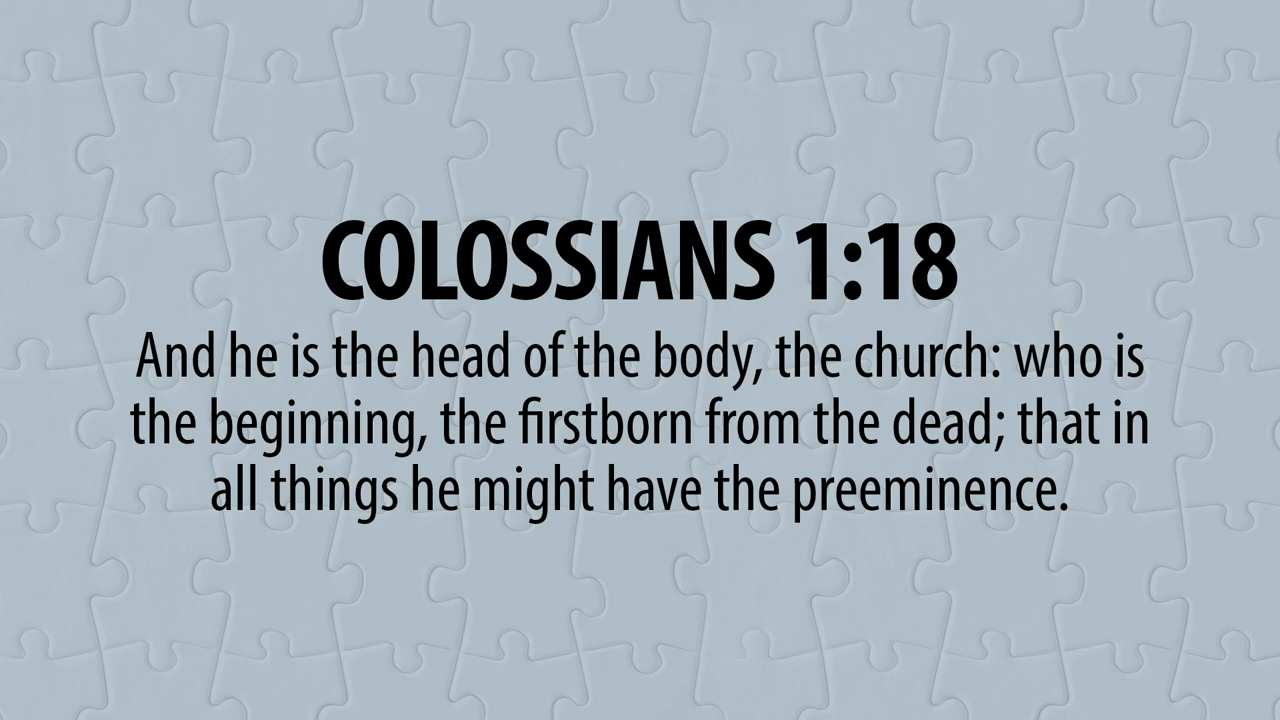 COLOSSIANS 1:18
And he is the head of the body, the church: who is
the beginning, the firstborn from the dead; that in
all things he might have the preeminence.